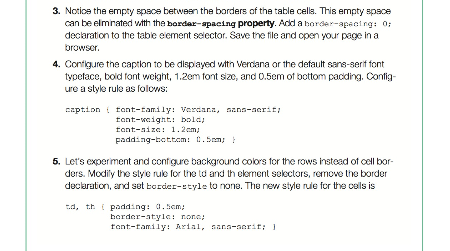 3. Notice the empty space between the borders of the table cells. This empty space
can be eliminated with the border-spacing property. Add a border-spacing: 0;
declaration to the table element selector. Save the file and open your page in a
browser.
4. Configure the caption to be displayed with Verdana or the default sans-serif font
typeface, bold font weight, 1.2em font size, and 0.5em of bottom padding. Config-
ure a style rule as follows:
caption { font-family: Verdana, sans-serif;
font-weight: bold;
font-size: 1.2em;
padding-bottom: 0.5em; }
5. Let's experiment and configure background colors for the rows instead of cell bor-
ders. Modify the style rule for the td and th element selectors, remove the border
declaration, and set border-style to none. The new style rule for the cells is
td, th { padding: 0.5em;
border-style: none;
font-family: Arial, sans-serif; }